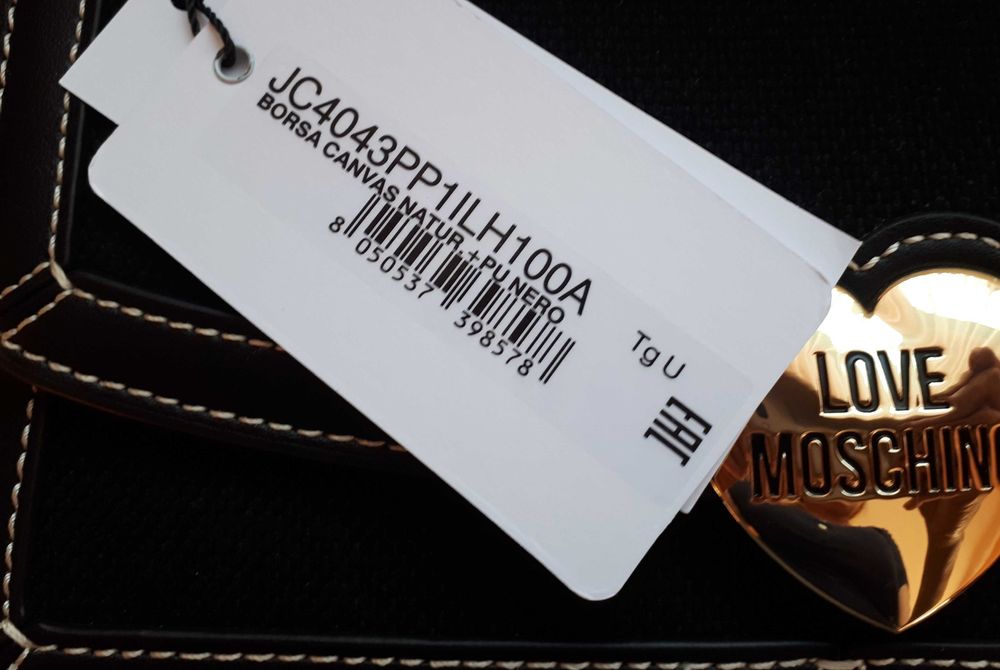 JC4043PP1ILH100A
BORSA CANVAS NATUR.+PU NERO
8 050537 398578
Tg U
EAC
LOVE
MOSCHINO